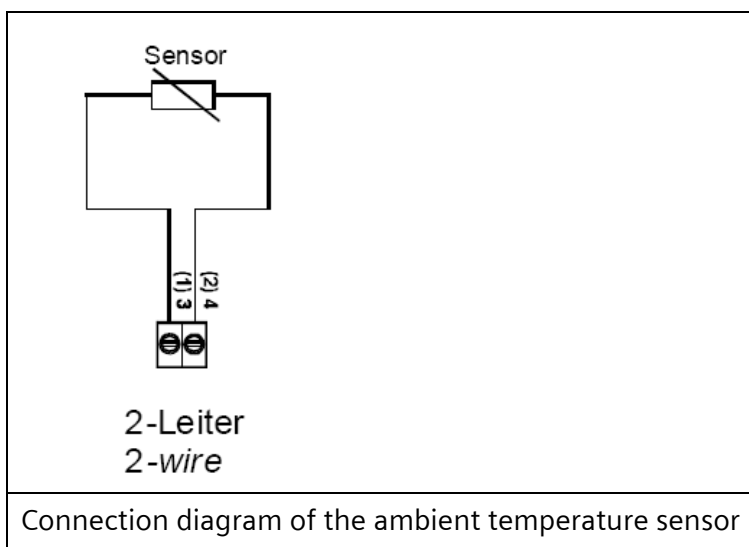 Sensor
(1) 3
(2) 4
2-Leiter
2-wire
Connection diagram of the ambient temperature sensor